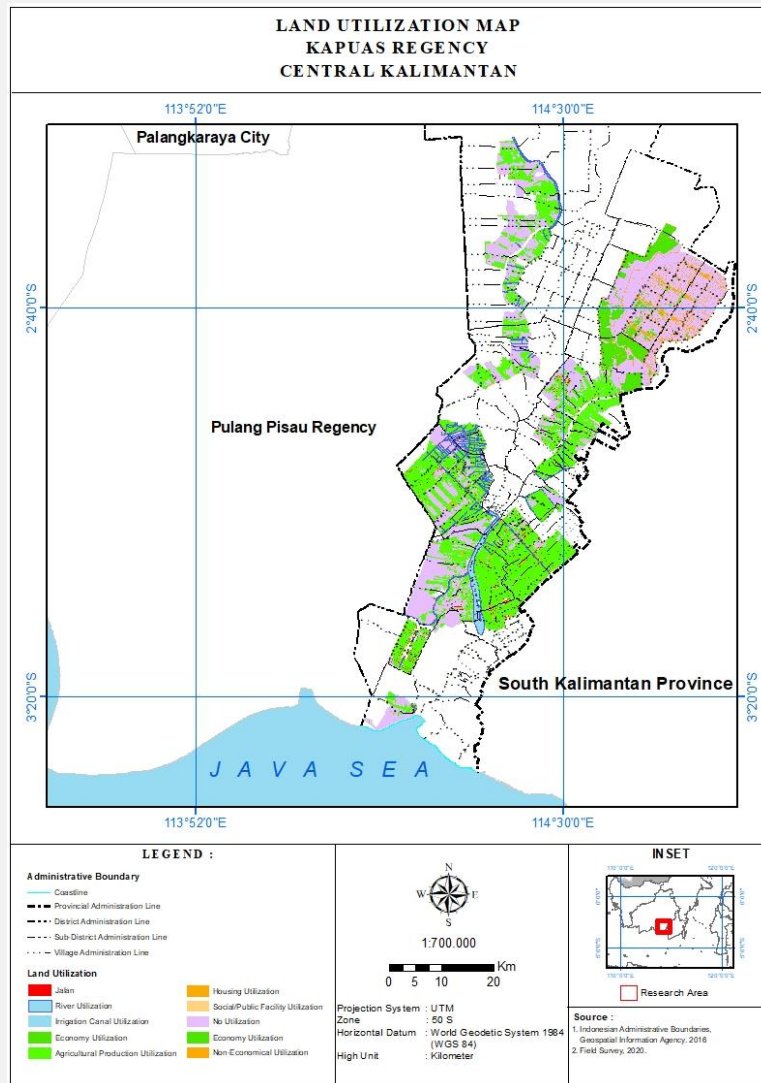 LAND UTILIZATION MAP
KAPUAS REGENCY
CENTRAL KALIMANTAN
113°52'0"E 114°30'0"E
Palangkaraya City
2°40'0"S 2°40'0"S
Pulang Pisau Regency
South Kalimantan Province
3°20'0"S 3°20'0"S
JAVA SEA
113°52'0"E 114°30'0"E
LEGEND :
Administrative Boundary
Coastline
Provincial Administration Line
District Administration Line
Sub-District Administration Line
Village Administration Line
Land Utilization
Jalan
River Utilization
Irrigation Canal Utilization
Economy Utilization
Agricultural Production Utilization
Housing Utilization
Social/Public Facility Utilization
No Utilization
Economy Utilization
Non-Economical Utilization
N
W E
S
1:700.000
Km
0 5 10 20
Projection System : UTM
Zone : 50 S
Horizontal Datum : World Geodetic System 1984
(WGS 84)
High Unit : Kilometer
INSET
Research Area
Source :
1. Indonesian Administrative Boundaries,
Geospatial Information Agency. 2016
2. Field Survey, 2020.